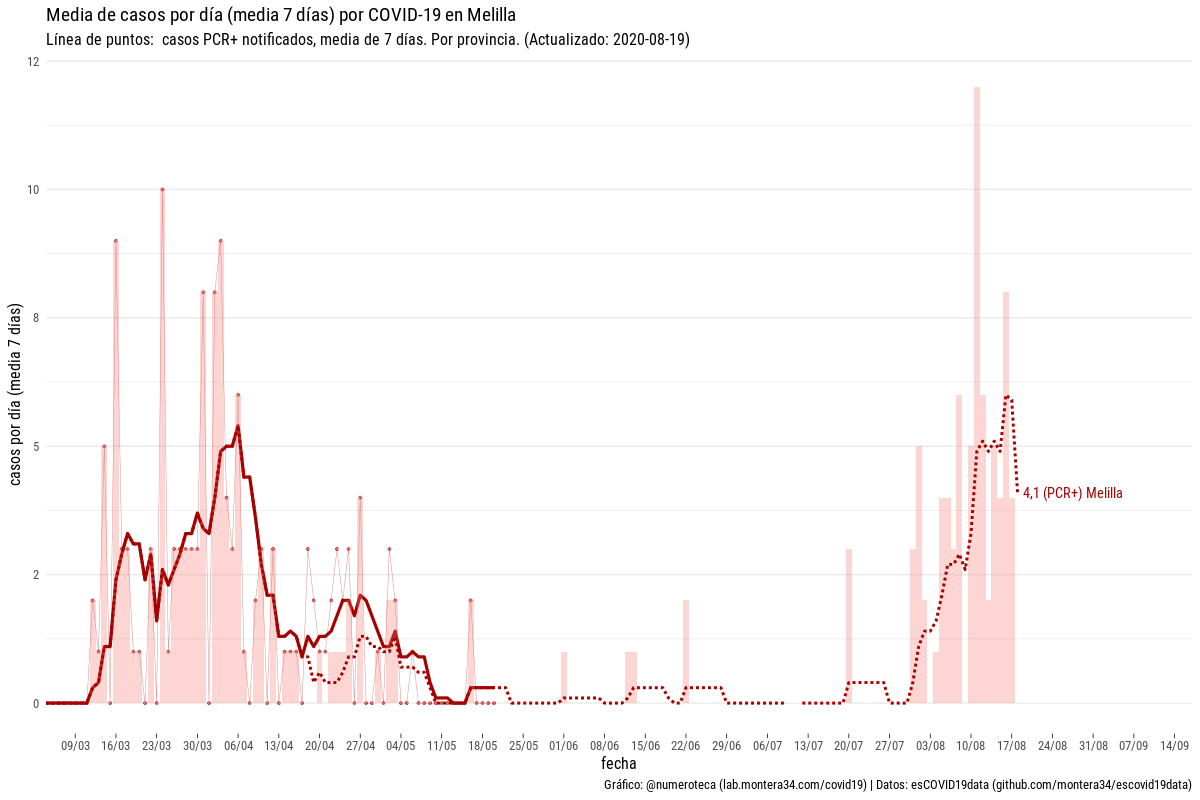 Media de casos por día (media 7 días) por COVID-19 en Melilla
Línea de puntos:  casos PCR+ notificados, media de 7 días. Por provincia. (Actualizado: 2020-08-19)
12
10
8
5
2
0
casos por día (media 7 días)
4,1 (PCR+) Melilla
09/03 16/03 23/03 30/03 06/04 13/04 20/04 27/04 04/05 11/05 18/05 25/05 01/06 08/06 15/06 22/06 29/06 06/07 13/07 20/07 27/07 03/08 10/08 17/08 24/08 31/08 07/09 14/09
fecha
Gráfico: @numeroteca (lab.montera34.com/covid19) | Datos: esCOVID19data (github.com/montera34/escovid19data)